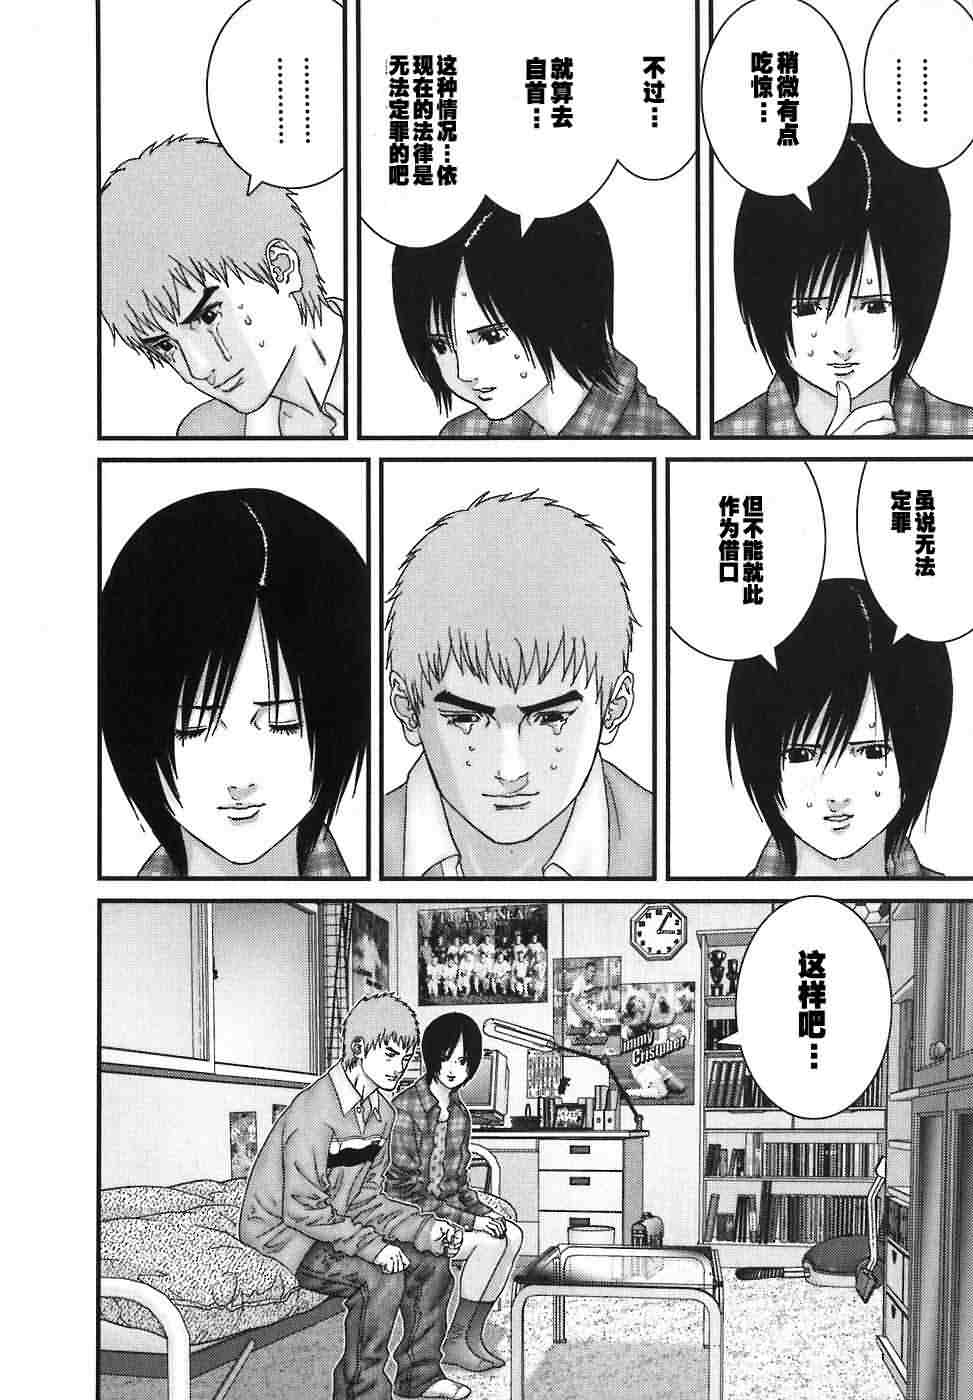 …………
…………
稍微有点
吃惊…
不过…
就算去
自首…
这种情况…依
现在的法律是
无法定罪的吧
…………
…………
虽说无法
定罪
但不能就此
作为借口
这样吧…
Jimmy
Crisopher